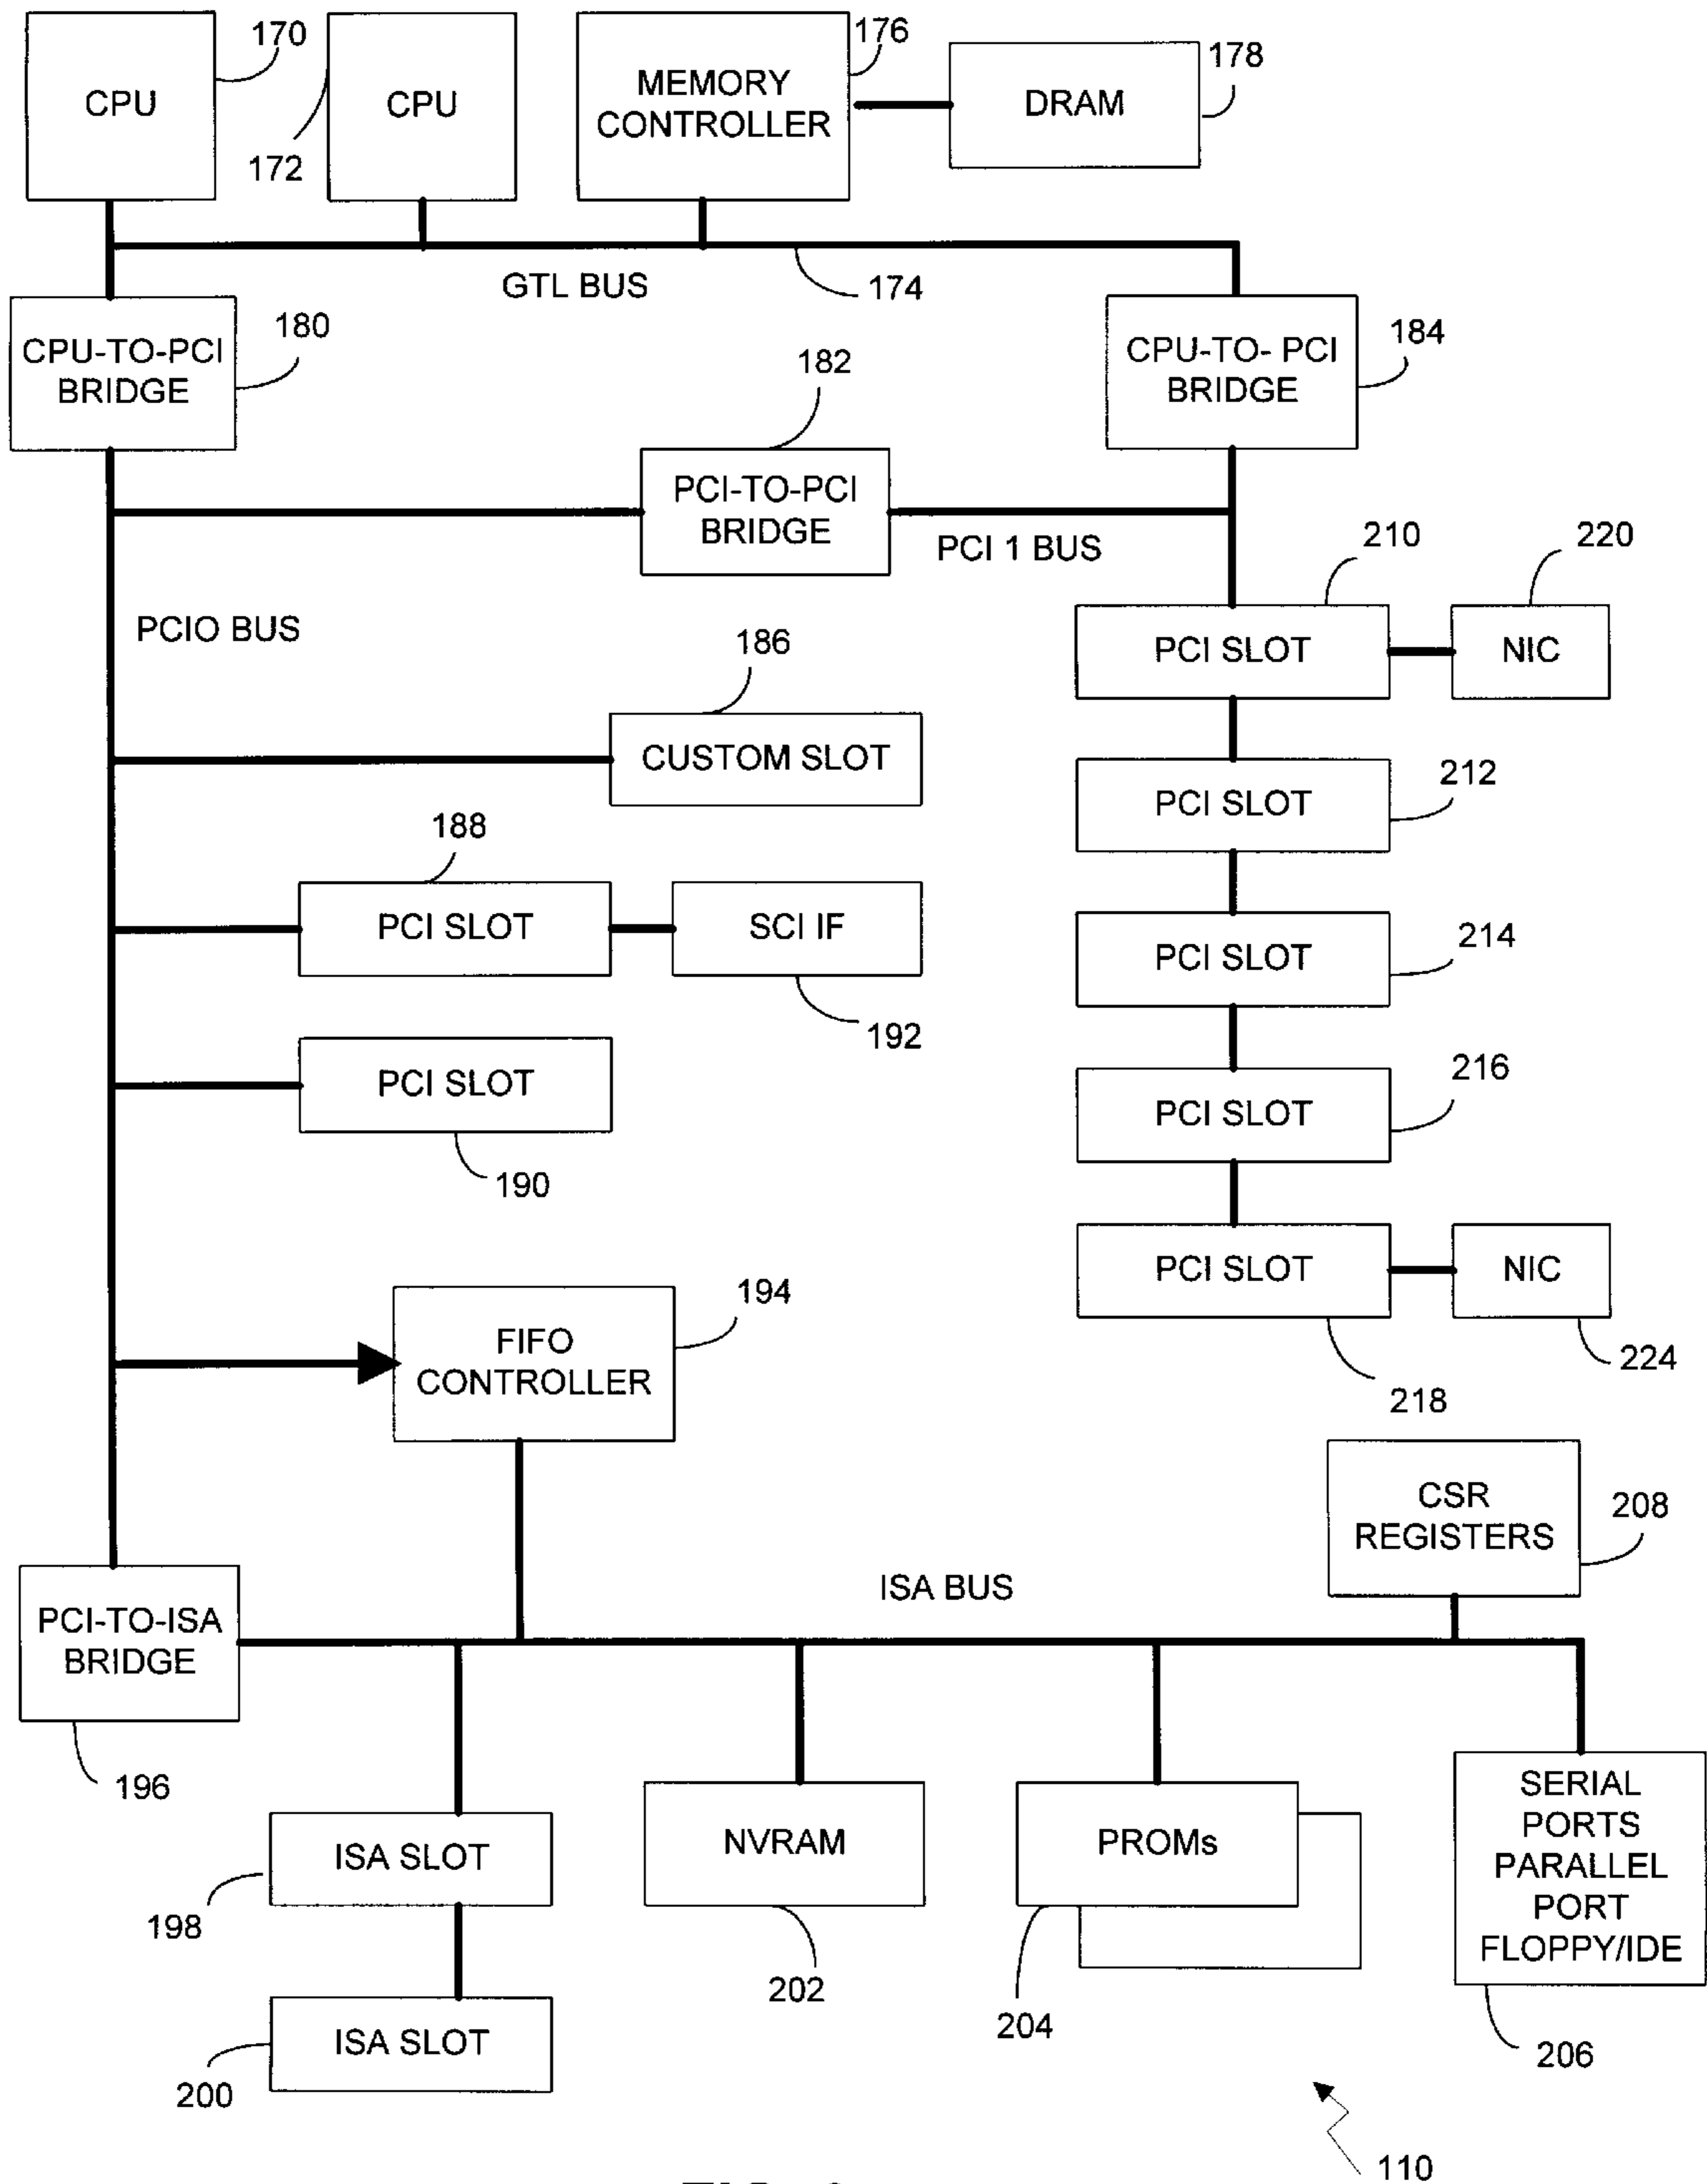 170
176
178
CPU
CPU
MEMORY
CONTROLLER
DRAM
172
GTL BUS
174
180
184
CPU-TO-PCI
BRIDGE
182
CPU-TO- PCI
BRIDGE
PCI-TO-PCI
BRIDGE
PCI 1 BUS
210
220
PCIO BUS
186
PCI SLOT
NIC
CUSTOM SLOT
212
PCI SLOT
188
PCI SLOT
SCI IF
214
PCI SLOT
192
216
PCI SLOT
PCI SLOT
190
PCI SLOT
NIC
194
FIFO
CONTROLLER
224
218
CSR
REGISTERS
208
ISA BUS
PCI-TO-ISA
BRIDGE
196
SERIAL
PORTS
PARALLEL
PORT
FLOPPY/IDE
ISA SLOT
NVRAM
PROMs
198
202
204
206
ISA SLOT
200
110